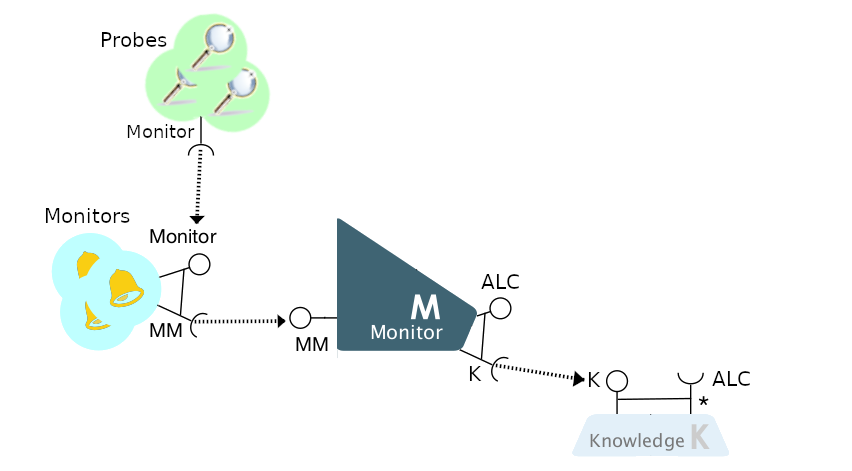 Probes
Monitor
Monitors
Monitor
MM
MM
M
Monitor
ALC
K
K
ALC
*
Knowledge K